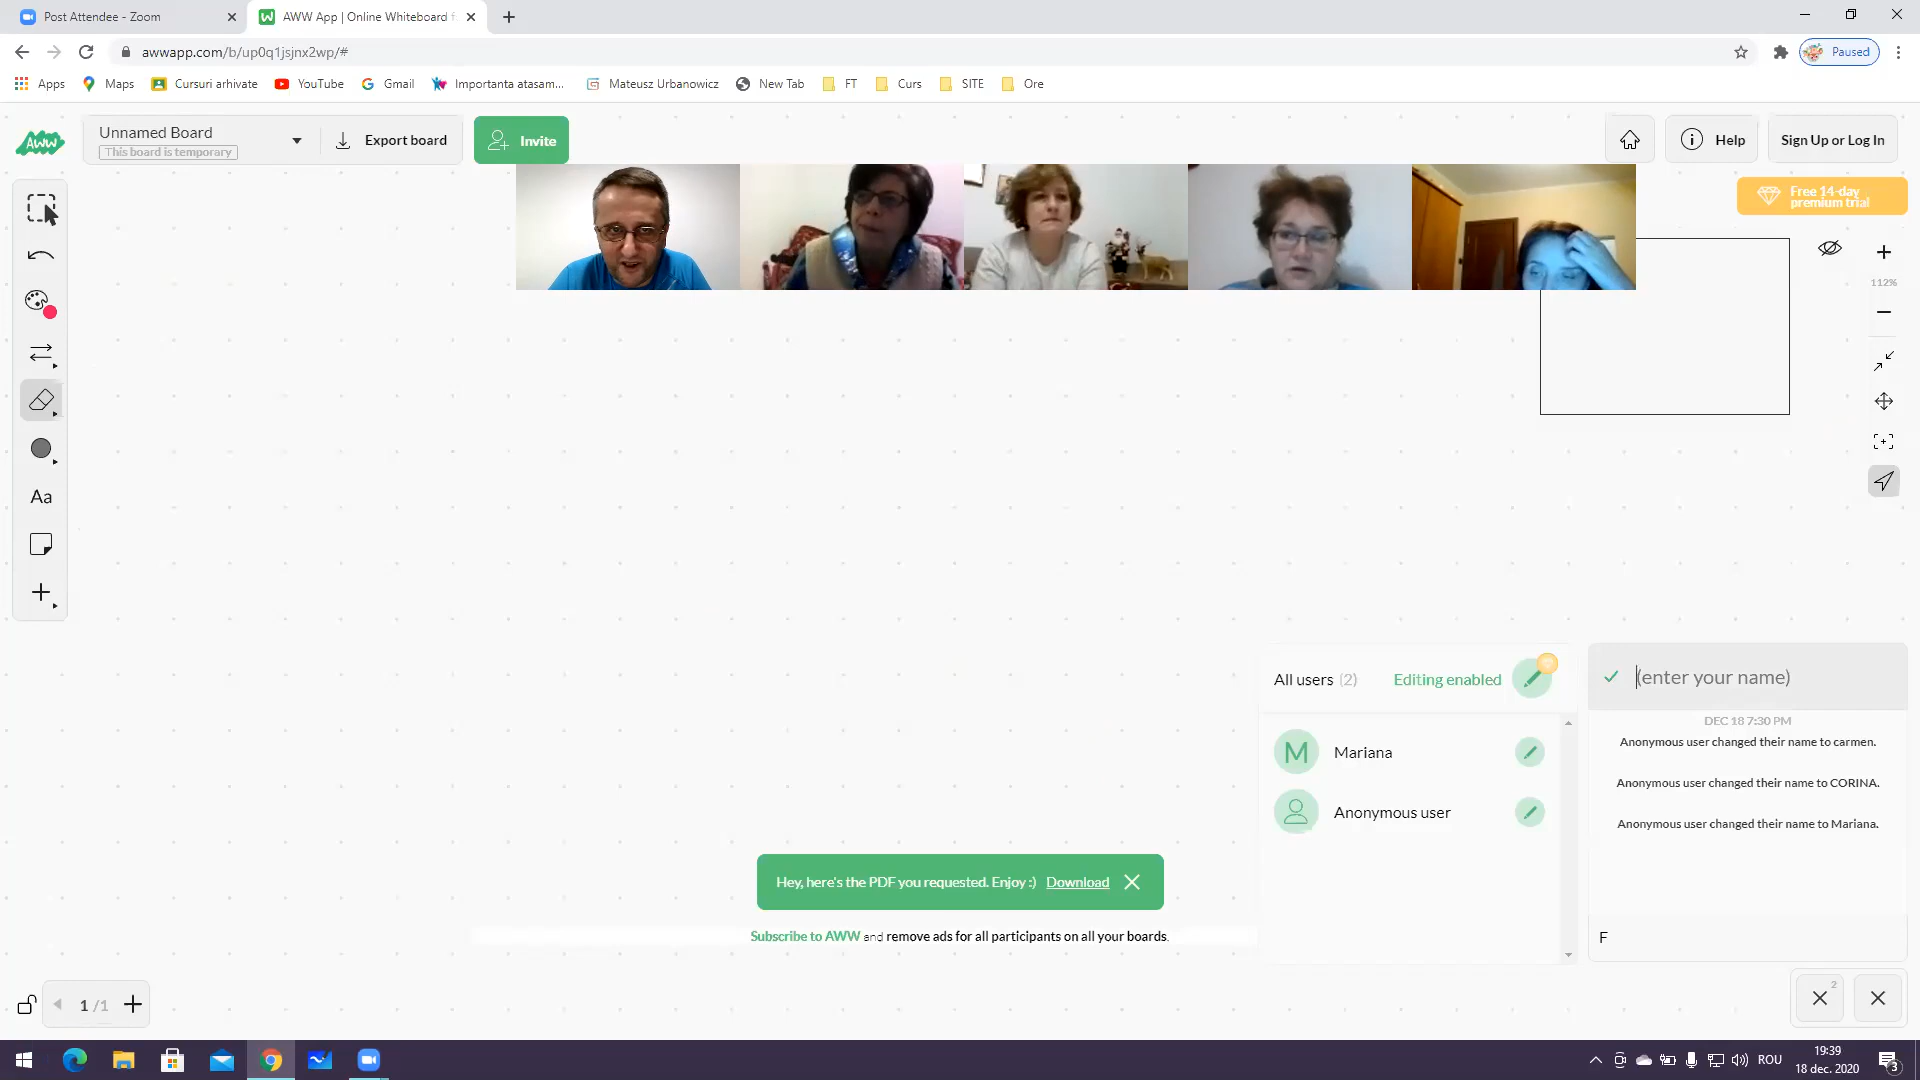 Post Attendee - Zoom
AWW App | Online Whiteboard f
awwapp.com/b/up0q1jsjnx2wp/#
Paused
Apps
Maps
Cursuri arhivate
YouTube
Gmail
Importanta atasam...
Mateusz Urbanowicz
New Tab
FT
Curs
SITE
Ore
AWW
Unnamed Board
This board is temporary
Export board
Invite
Help
Sign Up or Log In
Free 14-day
premium trial
112%
Aa
All users (2)
Editing enabled
M
Mariana
Anonymous user
(enter your name)
DEC 18 7:30 PM
Anonymous user changed their name to carmen.
Anonymous user changed their name to CORINA.
Anonymous user changed their name to Mariana.
F
Hey, here's the PDF you requested. Enjoy :) Download
Subscribe to AWW and remove ads for all participants on all your boards.
1 /1
2
ROU
19:39
18 dec. 2020
3